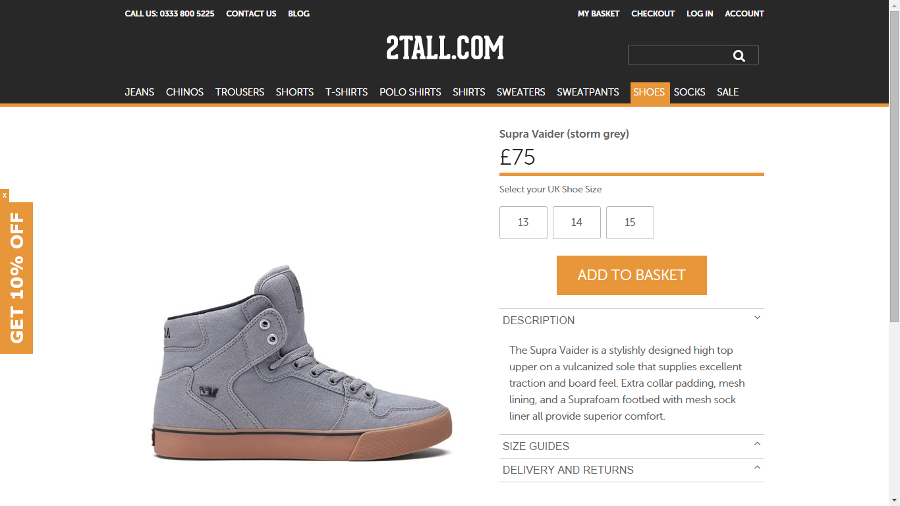 CALL US: 0333 800 5225 CONTACT US BLOG MY BASKET CHECKOUT LOG IN ACCOUNT
2TALL.COM
JEANS CHINOS TROUSERS SHORTS T-SHIRTS POLO SHIRTS SHIRTS SWEATERS SWEATPANTS SHOES SOCKS SALE
x
GET 10% OFF
Supra Vaider (storm grey)
£75
Select your UK Shoe Size
13 14 15
ADD TO BASKET
DESCRIPTION
The Supra Vaider is a stylishly designed high top
upper on a vulcanized sole that supplies excellent
traction and board feel. Extra collar padding, mesh
lining, and a Suprafoam footbed with mesh sock
liner all provide superior comfort.
SIZE GUIDES
DELIVERY AND RETURNS